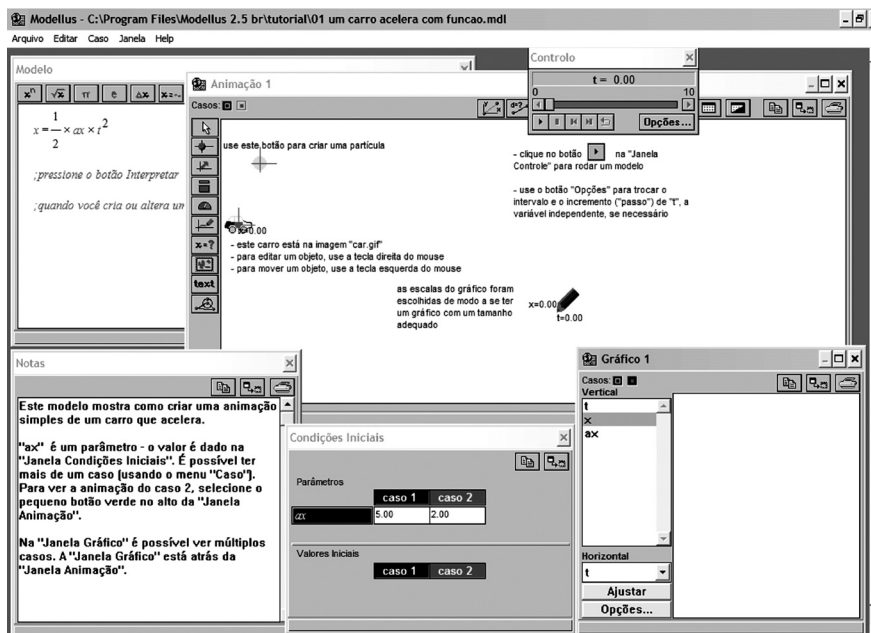 Modellus - C:\Program Files\Modellus 2.5 br\tutorial\01 um carro acelera com funcao.mdl
Arquivo Editar Caso Janela Help
Modelo
xⁿ √x π e Δx
x = 1/2 × ax × t²
;pressione o botão Interpretar
;quando você cria ou altera um
Animação 1
Casos:
use este botão para criar uma partícula
x=0.00
- este carro está na imagem "car.gif"
- para editar um objeto, use a tecla direita do mouse
- para mover um objeto, use a tecla esquerda do mouse
x=?
text
as escalas do gráfico foram
escolhidas de modo a se ter
um gráfico com um tamanho
adequado
x=0.00
t=0.00
Controlo
t = 0.00
0 10
Opções...
- clique no botão na "Janela
Controle" para rodar um modelo
- use o botão "Opções" para trocar o
intervalo e o incremento ("passo") de "t", a
variável independente, se necessário
Notas
Este modelo mostra como criar uma animação
simples de um carro que acelera.
"ax" é um parâmetro - o valor é dado na
"Janela Condições Iniciais". É possível ter
mais de um caso (usando o menu "Caso").
Para ver a animação do caso 2, selecione o
pequeno botão verde no alto da "Janela
Animação".
Na "Janela Gráfico" é possível ver múltiplos
casos. A "Janela Gráfico" está atrás da
"Janela Animação".
Condições Iniciais
Parâmetros
caso 1 caso 2
ax 5.00 2.00
Valores Iniciais
caso 1 caso 2
Gráfico 1
Casos:
Vertical
t
x
ax
Horizontal
t
Ajustar
Opções...